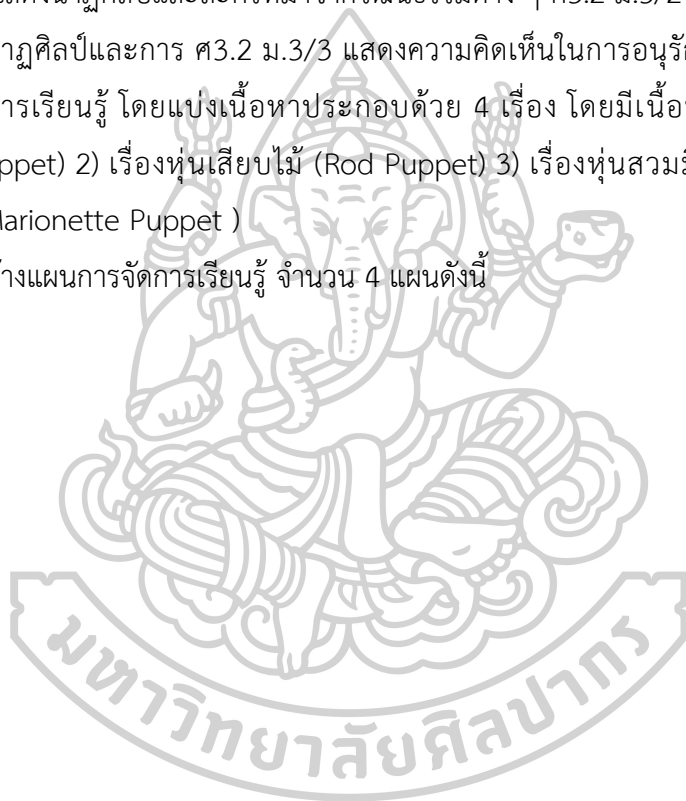 ศ3.2 ม.3/2
าฏศิลป์และการ ศ3.2 ม.3/3 แสดงความคิดเห็นในการอนุรัก
ารเรียนรู้ โดยแบ่งเนื้อหาประกอบด้วย 4 เรื่อง โดยมีเนื้อ
ppet) 2) เรื่องหุ่นเสียบไม้ (Rod Puppet) 3) เรื่องหุ่นสวมมื
Marionette Puppet )
้างแผนการจัดการเรียนรู้ จำนวน 4 แผนดังนี้
มหาวิทยาลัยศิลปากร